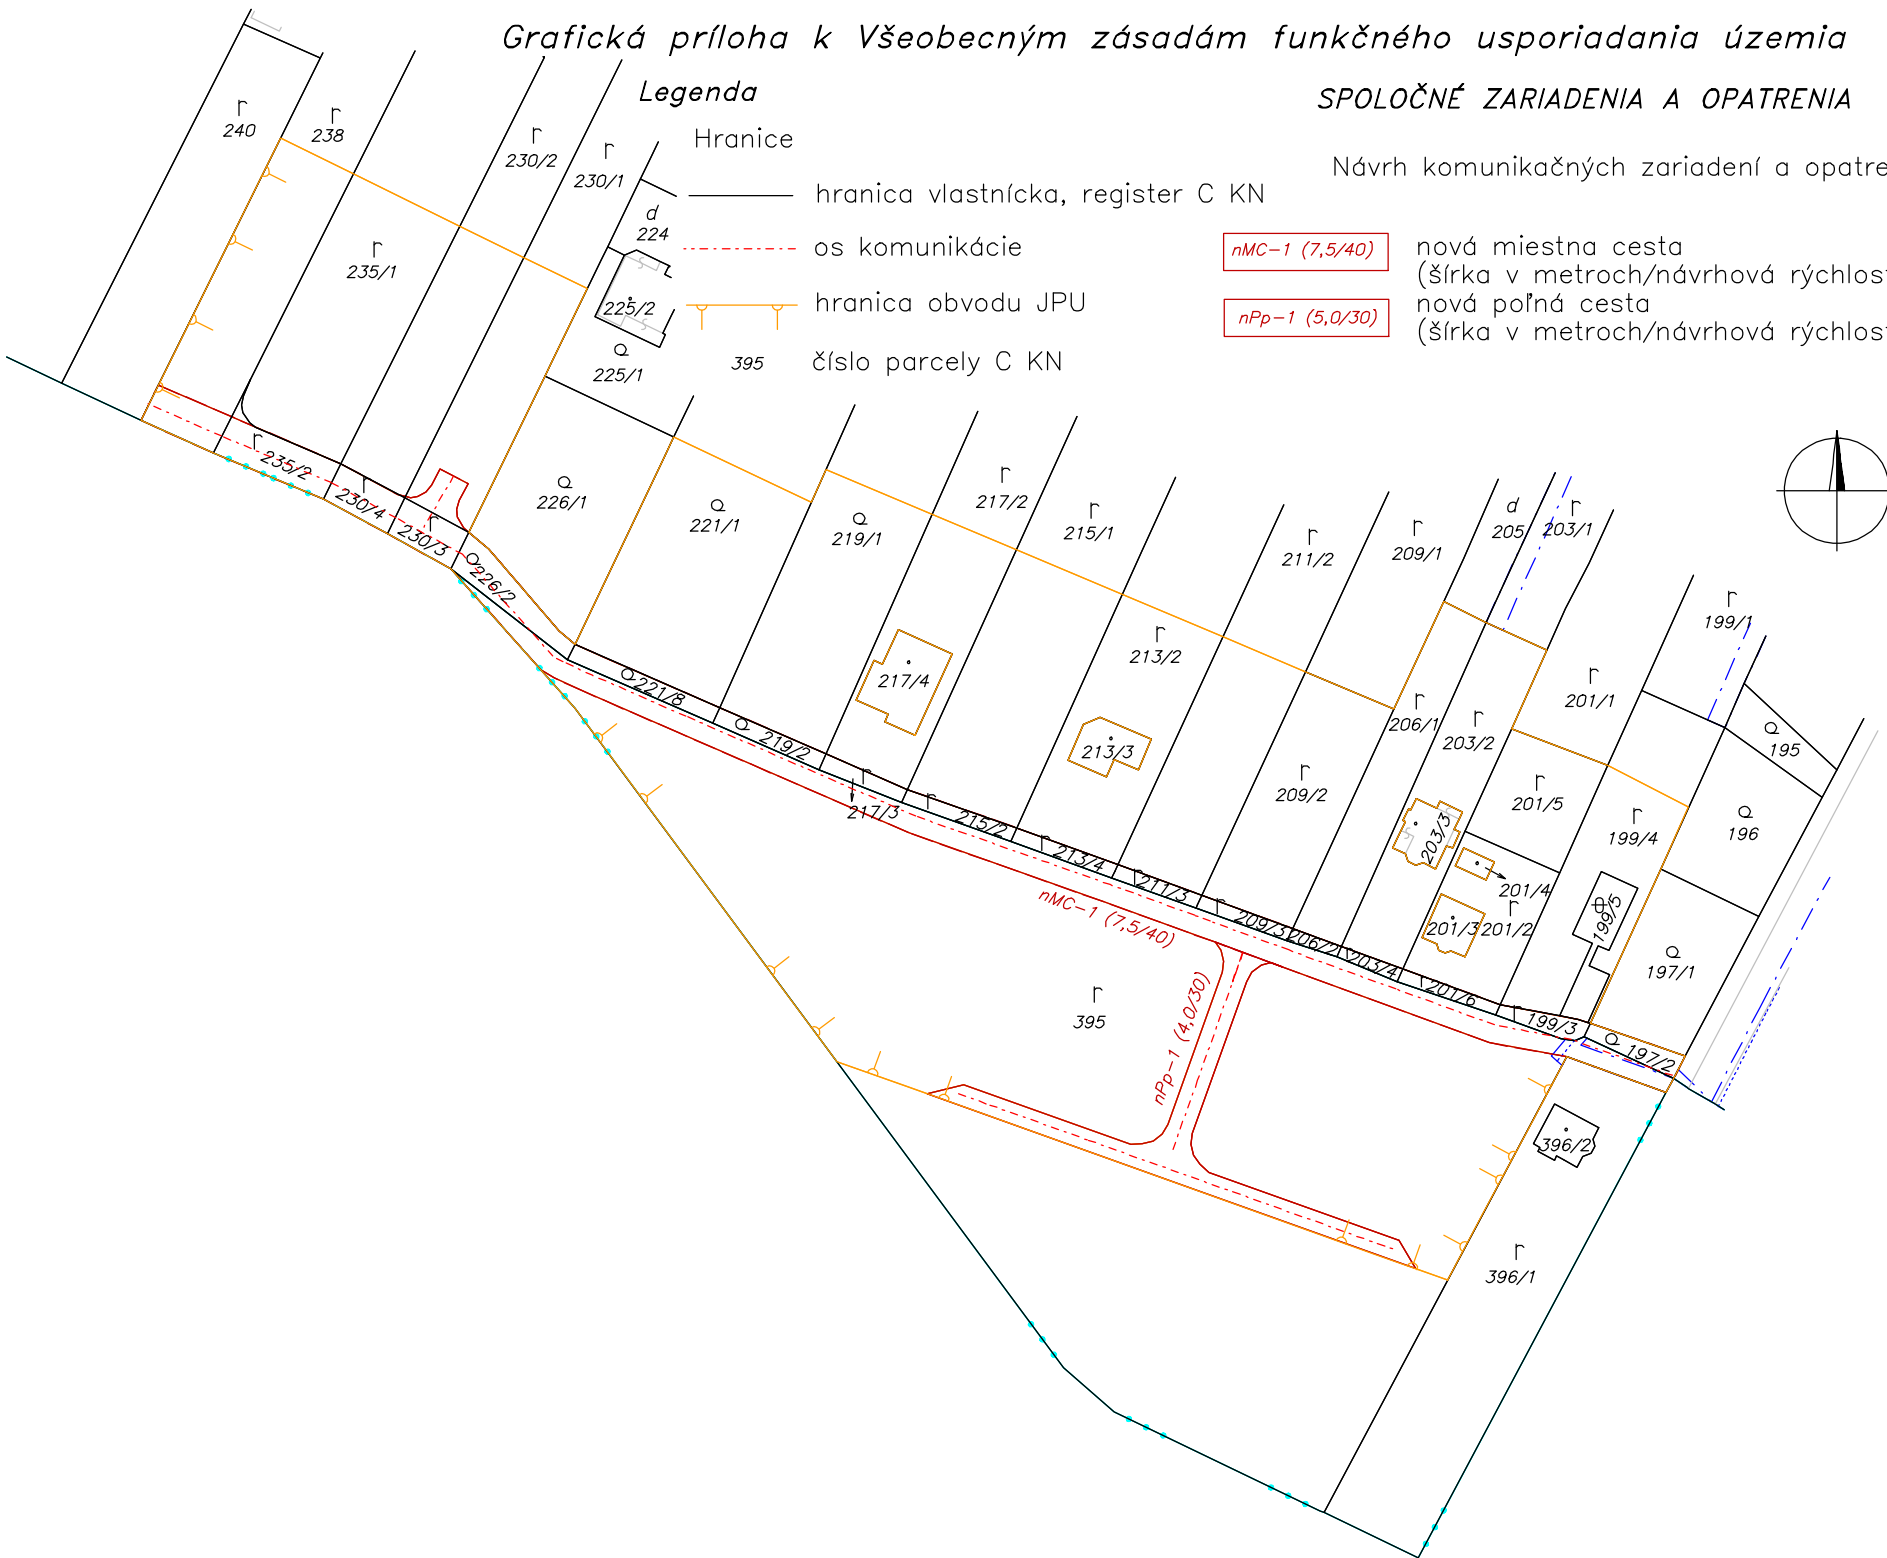 Grafická príloha k Všeobecným zásadám funkčného usporiadania územia
Legenda
SPOLOČNÉ ZARIADENIA A OPATRENIA
Hranice
Návrh komunikačných zariadení a opatre
hranica vlastnícka, register C KN
os komunikácie
hranica obvodu JPU
395 číslo parcely C KN
nMC-1 (7,5/40) nová miestna cesta
(šírka v metroch/návrhová rýchlosť
nPp-1 (5,0/30) nová poľná cesta
(šírka v metroch/návrhová rýchlosť
r
240
r
238
r
230/2
r
230/1
d
224
r
235/1
225/2
225/1
r
235/2
r
230/4
r
230/3
226/2
226/1
221/1
219/1
r
217/2
r
215/1
r
211/2
r
209/1
d
205
r
203/1
r
199/1
r
213/2
217/4
213/3
221/8
219/2
r
217/3
r
215/2
r
213/4
r
211/3
r
209/3
206/2
r
203/4
r
201/6
r
199/3
197/2
r
209/2
r
206/1
r
203/2
r
201/1
195
196
r
201/5
r
199/4
203/3
201/4
r
201/2
201/3
199/5
197/1
nMC-1 (7,5/40)
nPp-1 (4,0/30)
r
395
396/2
r
396/1